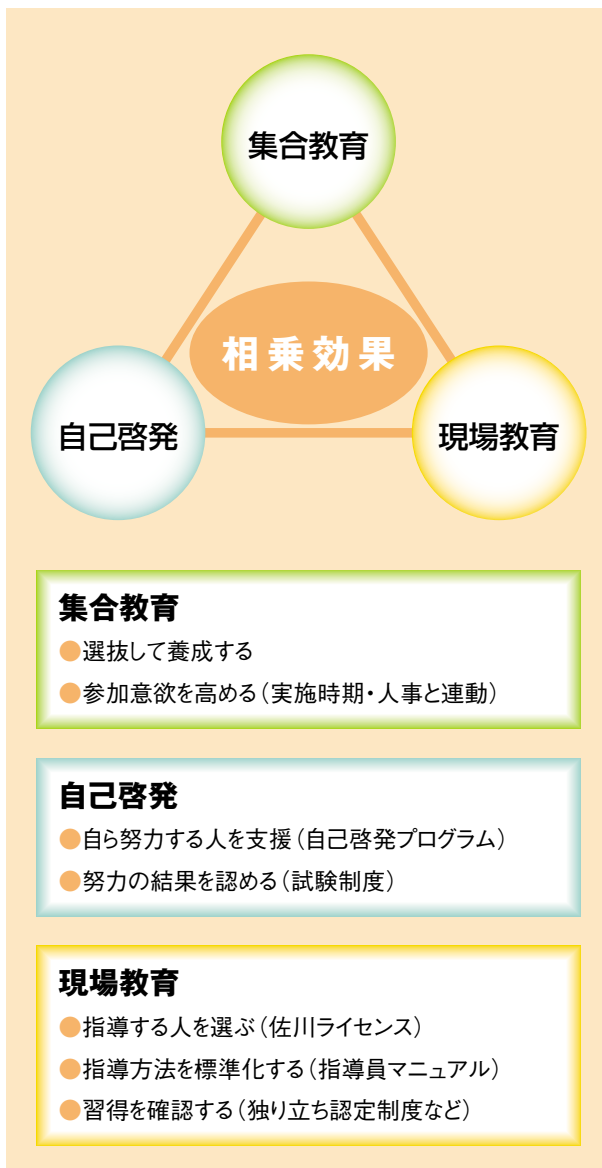 集合教育
相乗効果
自己啓発
現場教育
集合教育
●選抜して養成する
●参加意欲を高める（実施時期・人事と連動）
自己啓発
●自ら努力する人を支援（自己啓発プログラム）
●努力の結果を認める（試験制度）
現場教育
●指導する人を選ぶ（佐川ライセンス）
●指導方法を標準化する（指導員マニュアル）
●習得を確認する（独り立ち認定制度など）